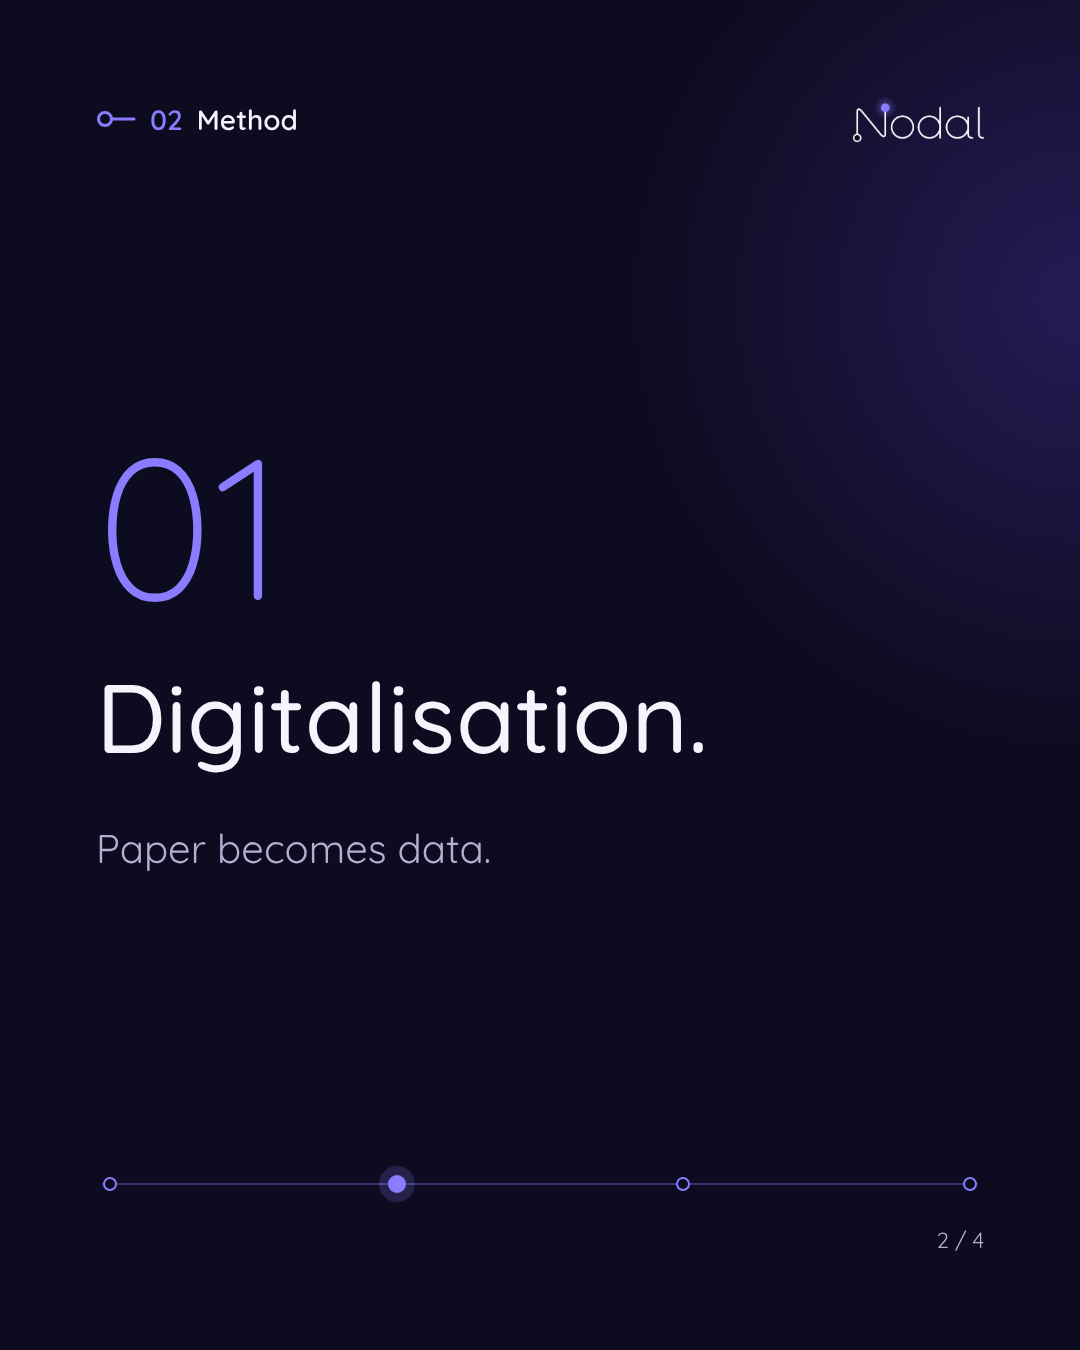 02 Method
Nodal
01
Digitalisation.
Paper becomes data.
2 / 4